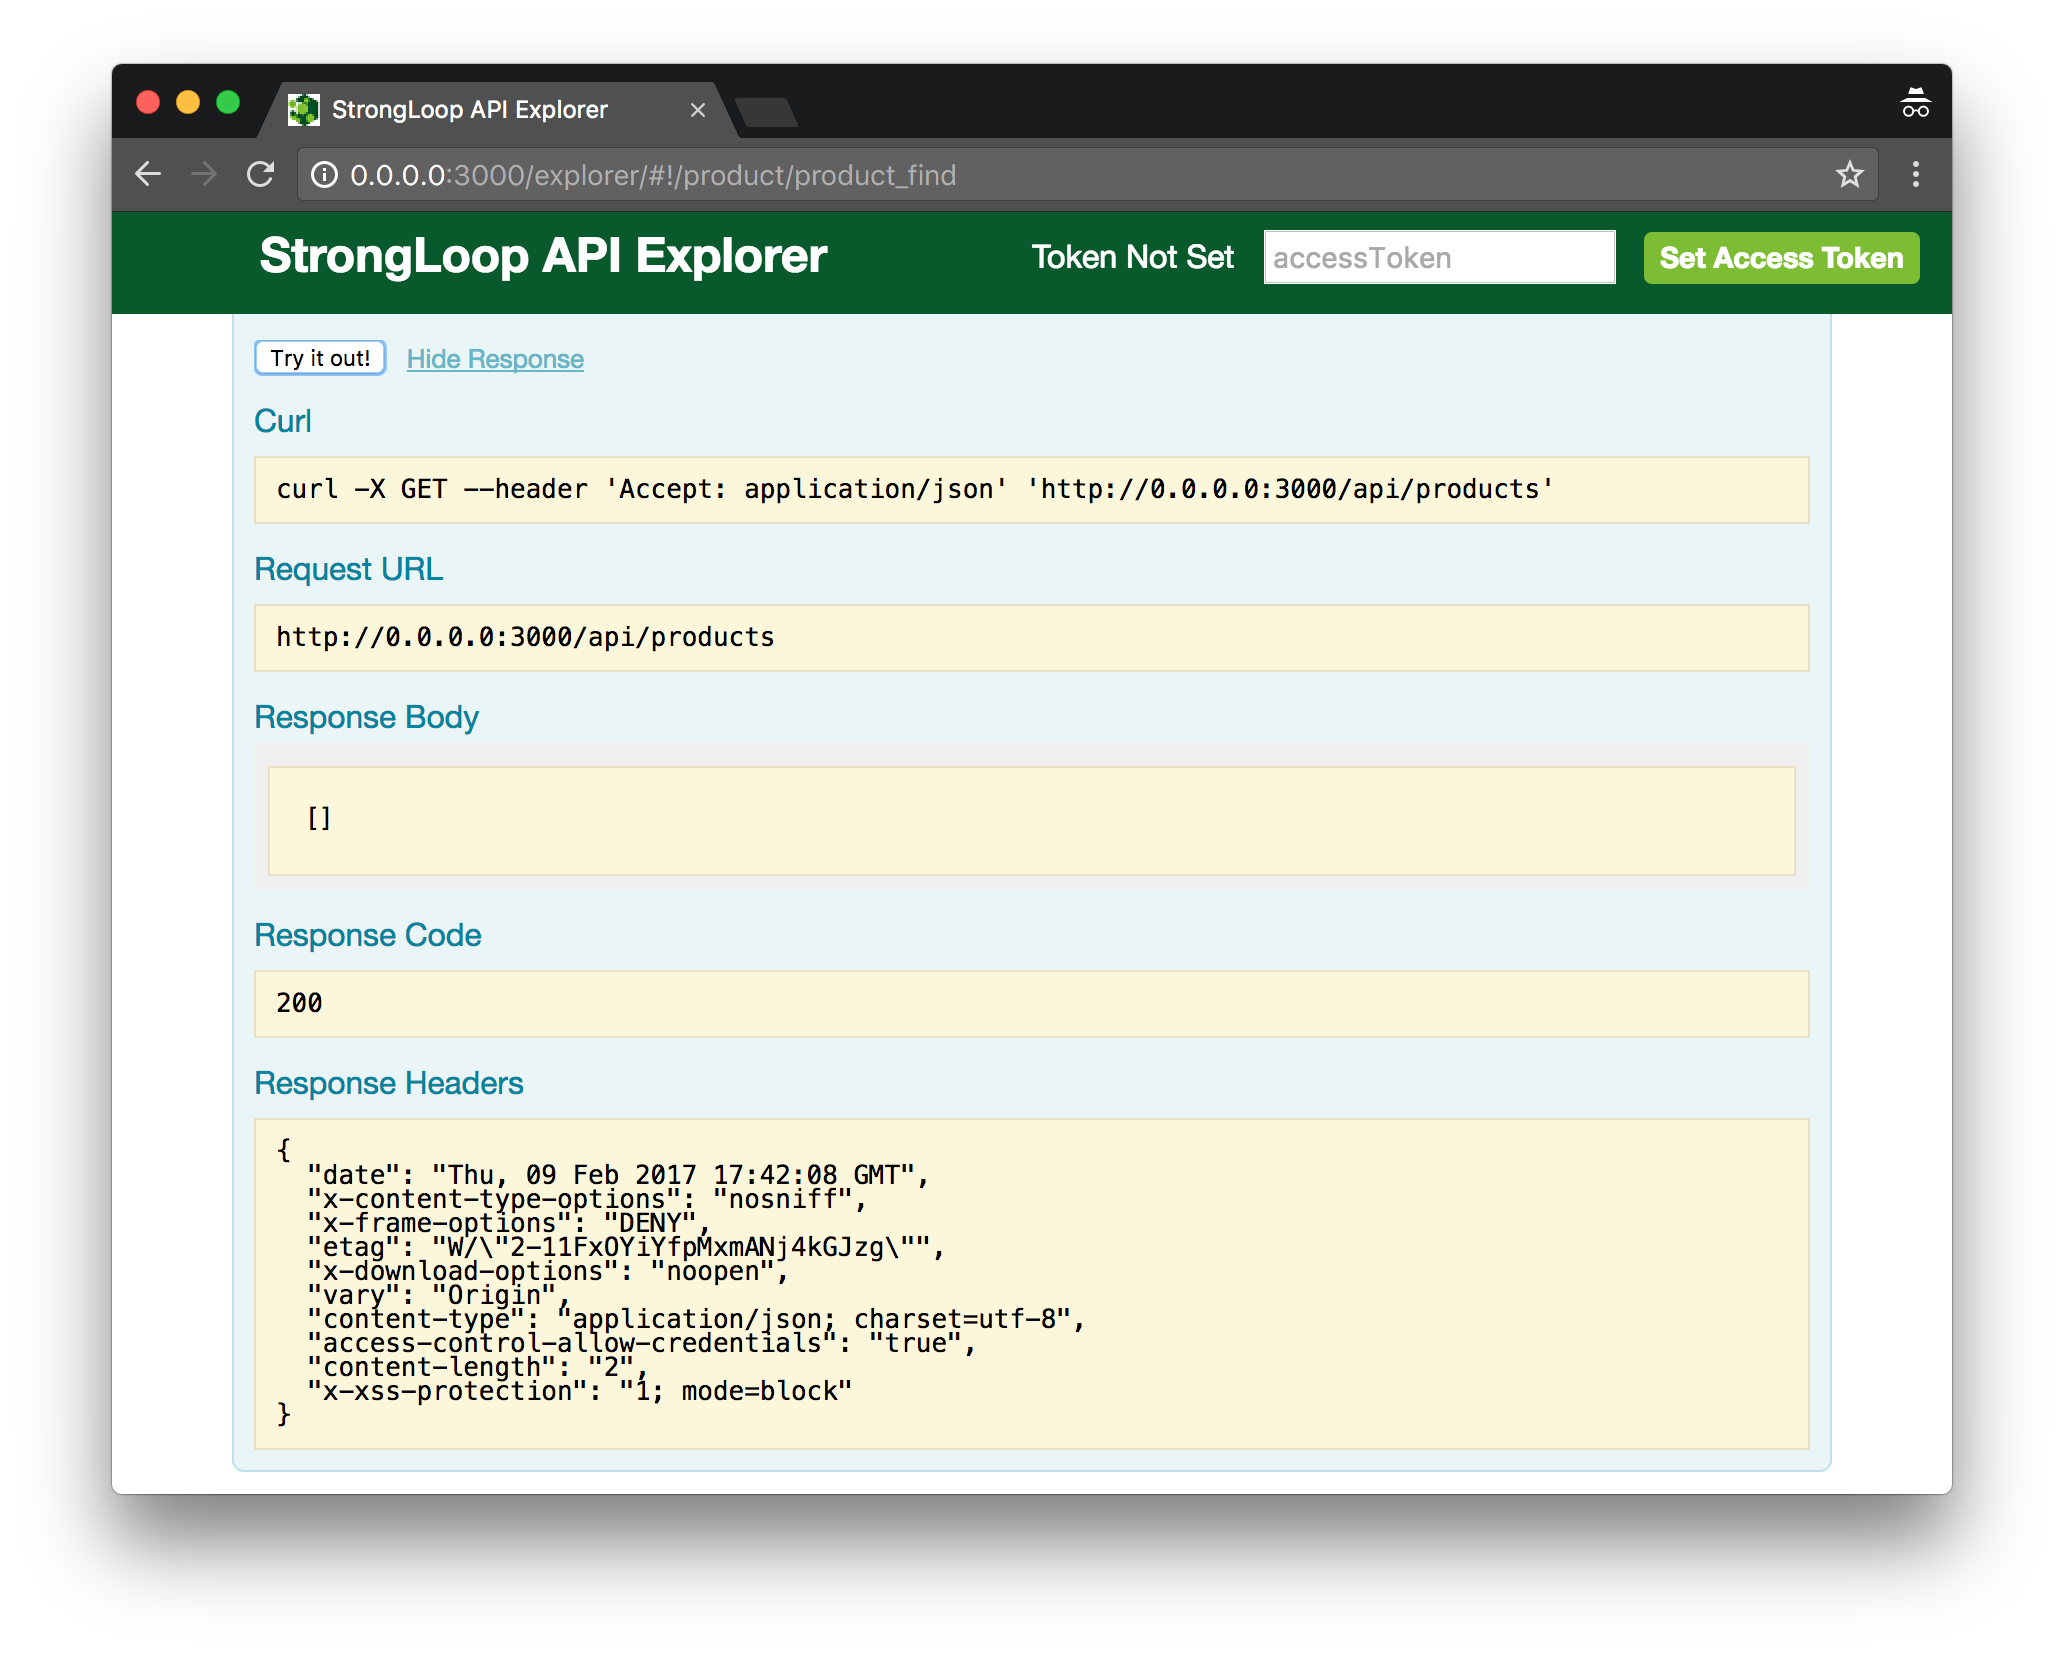 StrongLoop API Explorer
0.0.0.0:3000/explorer/#!/product/product_find
StrongLoop API Explorer Token Not Set accessToken Set Access Token
Try it out! Hide Response
Curl
curl -X GET --header 'Accept: application/json' 'http://0.0.0.0:3000/api/products'
Request URL
http://0.0.0.0:3000/api/products
Response Body
[]
Response Code
200
Response Headers
{
  "date": "Thu, 09 Feb 2017 17:42:08 GMT",
  "x-content-type-options": "nosniff",
  "x-frame-options": "DENY",
  "etag": "W/\"2-11FxOYiYfpMxmANj4kGJzg\"",
  "x-download-options": "noopen",
  "vary": "Origin",
  "content-type": "application/json; charset=utf-8",
  "access-control-allow-credentials": "true",
  "content-length": "2",
  "x-xss-protection": "1; mode=block"
}